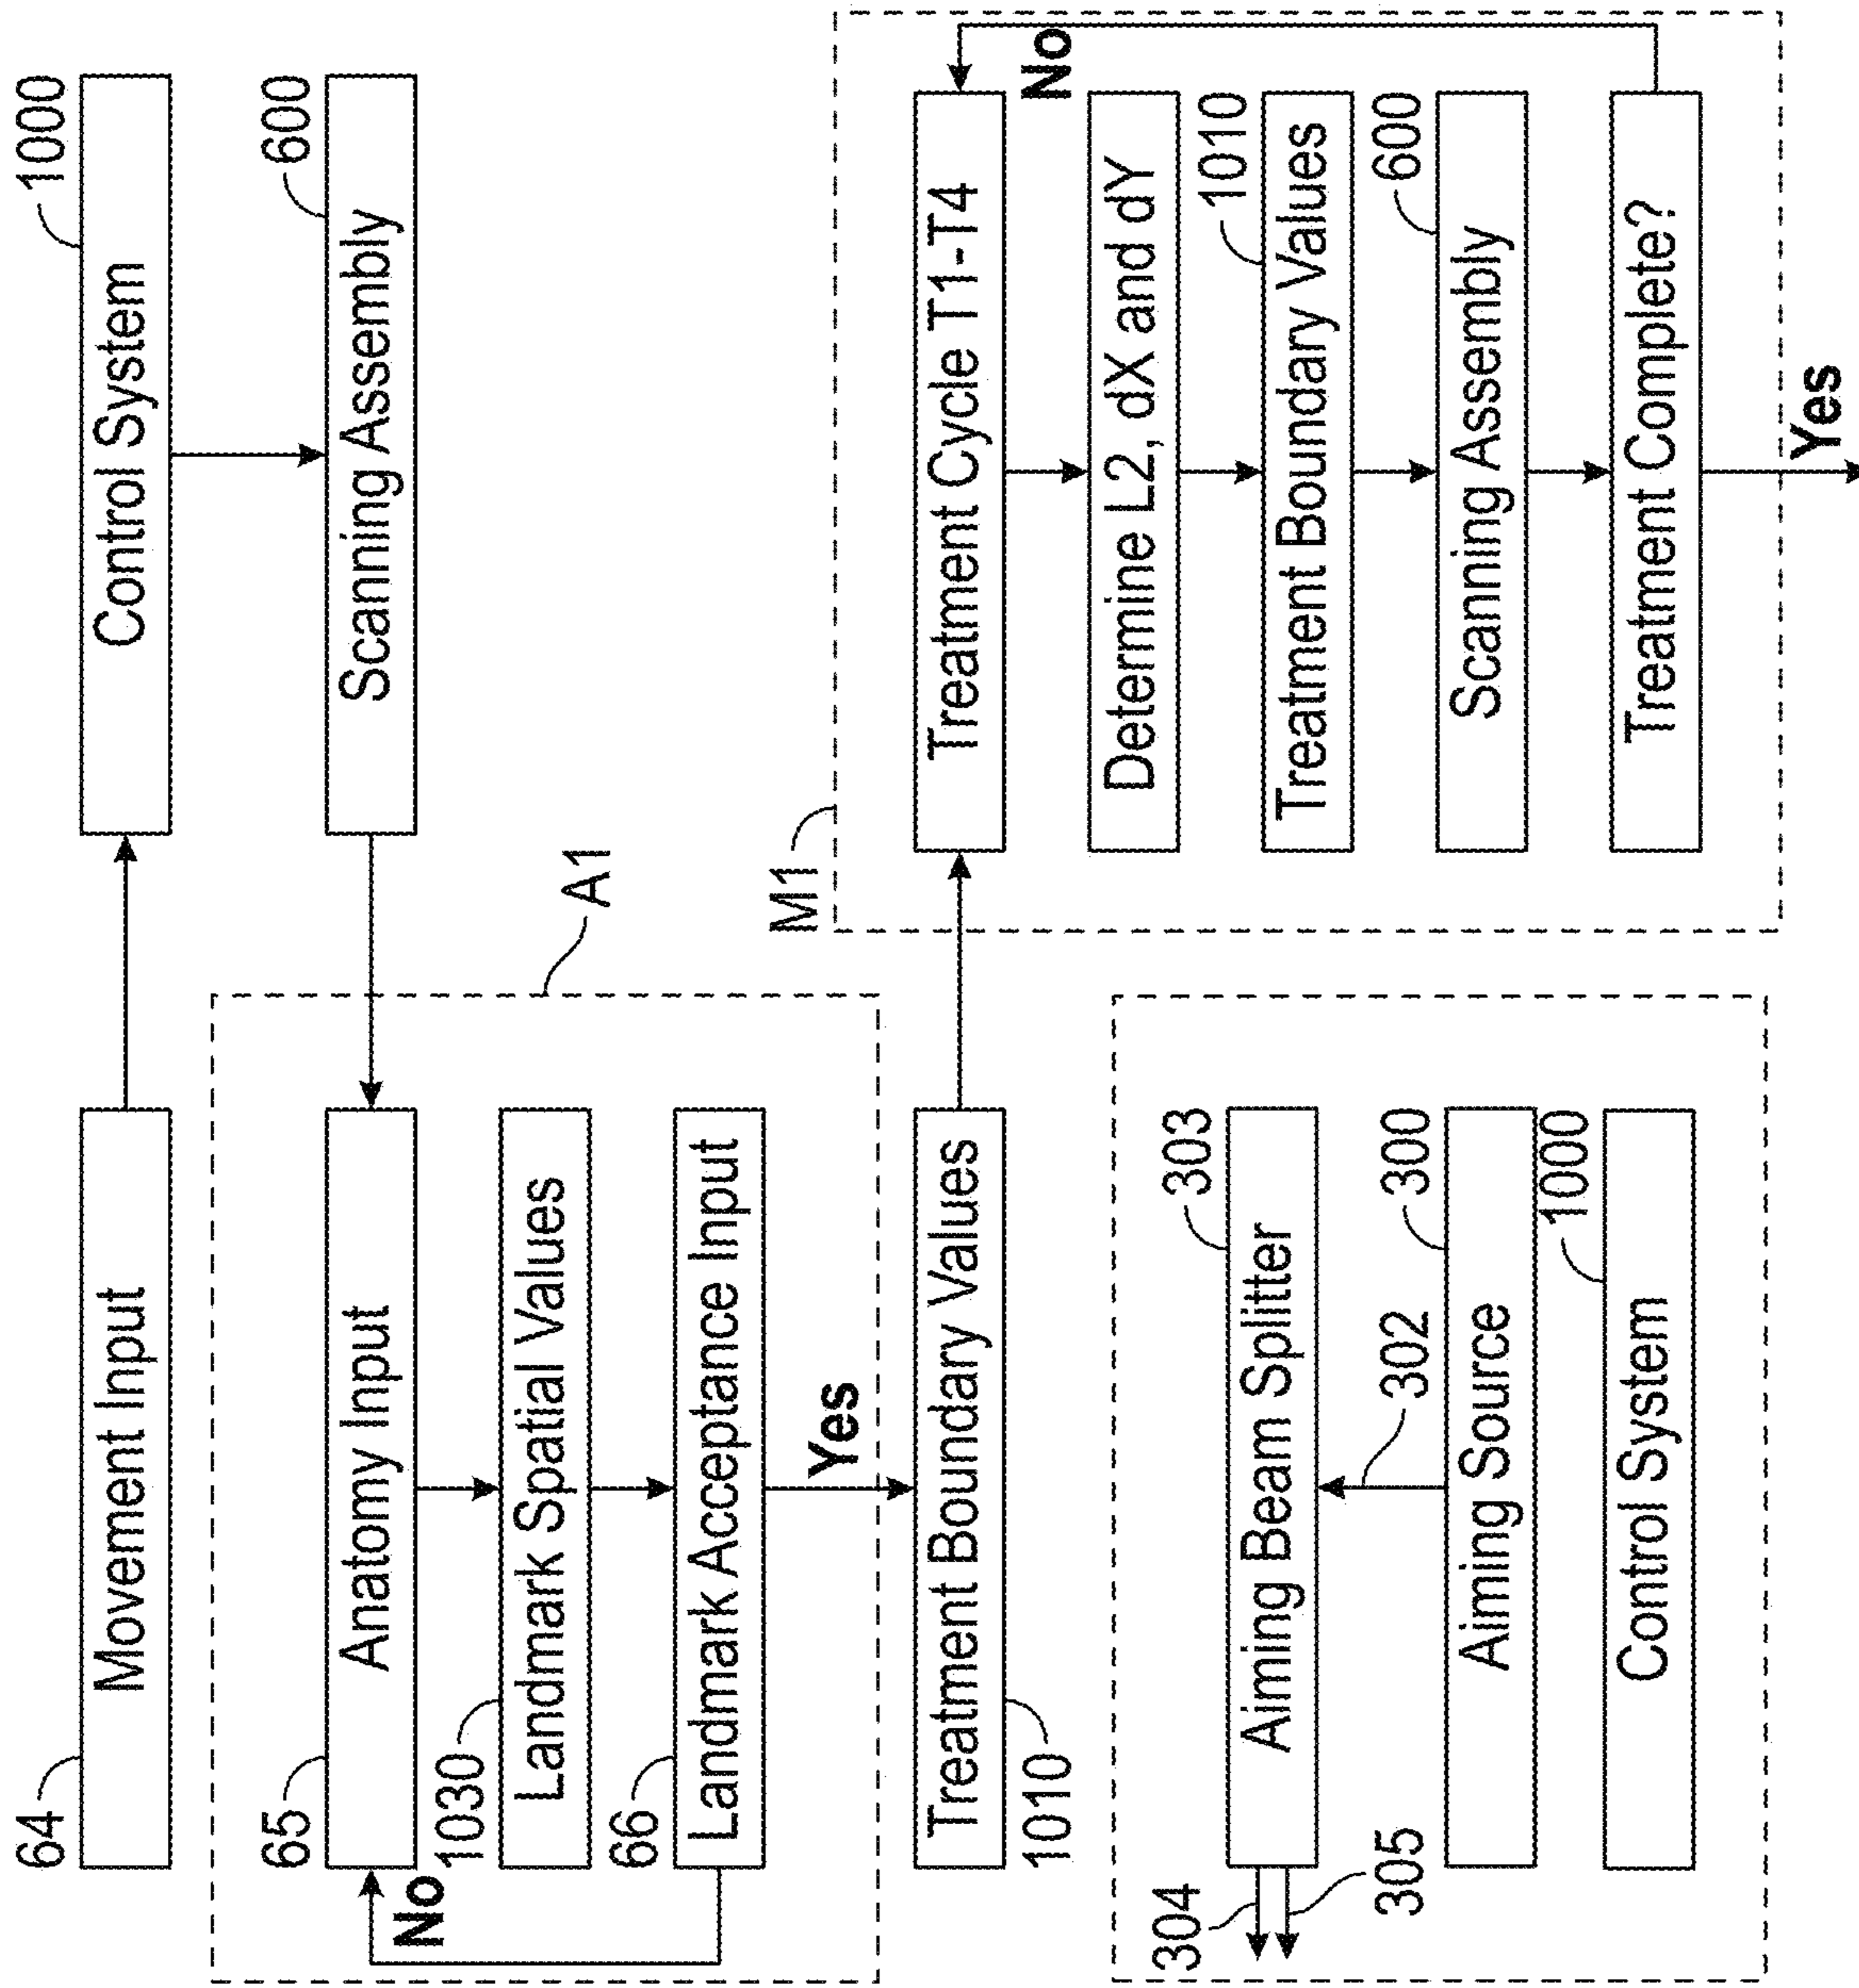 64
Movement Input
Control System
1000
Scanning Assembly
600
A1
65
Anatomy Input
No
1030
Landmark Spatial Values
66
Landmark Acceptance Input
Yes
Treatment Boundary Values
1010
M1
Treatment Cycle T1-T4
No
Determine L2, dX and dY
1010
Treatment Boundary Values
600
Scanning Assembly
Treatment Complete?
Yes
303
Aiming Beam Splitter
304
305
302
300
Aiming Source
1000
Control System